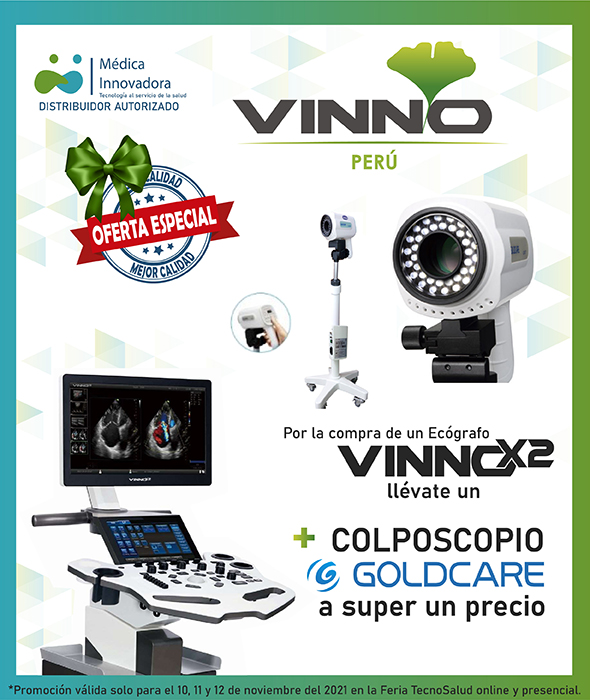 Médica
Innovadora
Tecnología al servicio de la salud
DISTRIBUIDOR AUTORIZADO
VINNO
PERÚ
CALIDAD
OFERTA ESPECIAL
MEJOR CALIDAD
VINNO
Por la compra de un Ecógrafo
VINNO X2
llévate un
+ COLPOSCOPIO
GOLDCARE
a super un precio
*Promoción válida solo para el 10, 11 y 12 de noviembre del 2021 en la Feria TecnoSalud online y presencial.